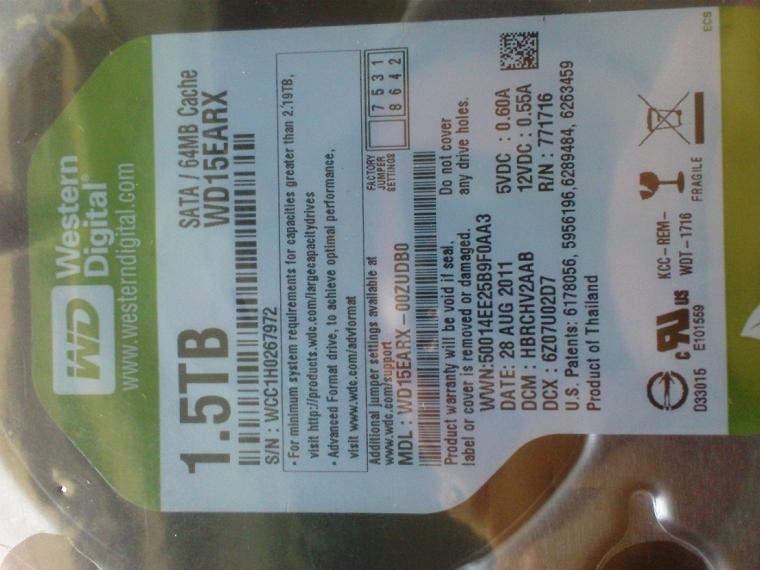 WD
Western
Digital®
www.westerndigital.com
1.5TB
SATA / 64MB Cache
WD15EARX
S/N : WCC1H0267972
• For minimum system requirements for capacities greater than 2.19TB,
visit http://products.wdc.com/largecapacitydrives
• Advanced Format drive, to achieve optimal performance,
visit www.wdc.com/advformat
Additional jumper settings available at
www.wdc.com/support
FACTORY
JUMPER
SETTINGS
7 5 3 1
8 6 4 2
MDL : WD15EARX-00ZUDB0
Product warranty will be void if seal,
label or cover is removed or damaged.
Do not cover
any drive holes.
WWN:50014EE25B9F0AA3
DATE: 28 AUG 2011
DCM : HBRCHV2AAB
DCX : 6Z07U02D7
5VDC : 0.60A
12VDC : 0.55A
R/N : 771716
U.S. Patents: 6178056, 5956196,6289484, 6263459
Product of Thailand
c RU US
KCC-REM-
WDT-1716
D33015
E101559
FRAGILE
ECS